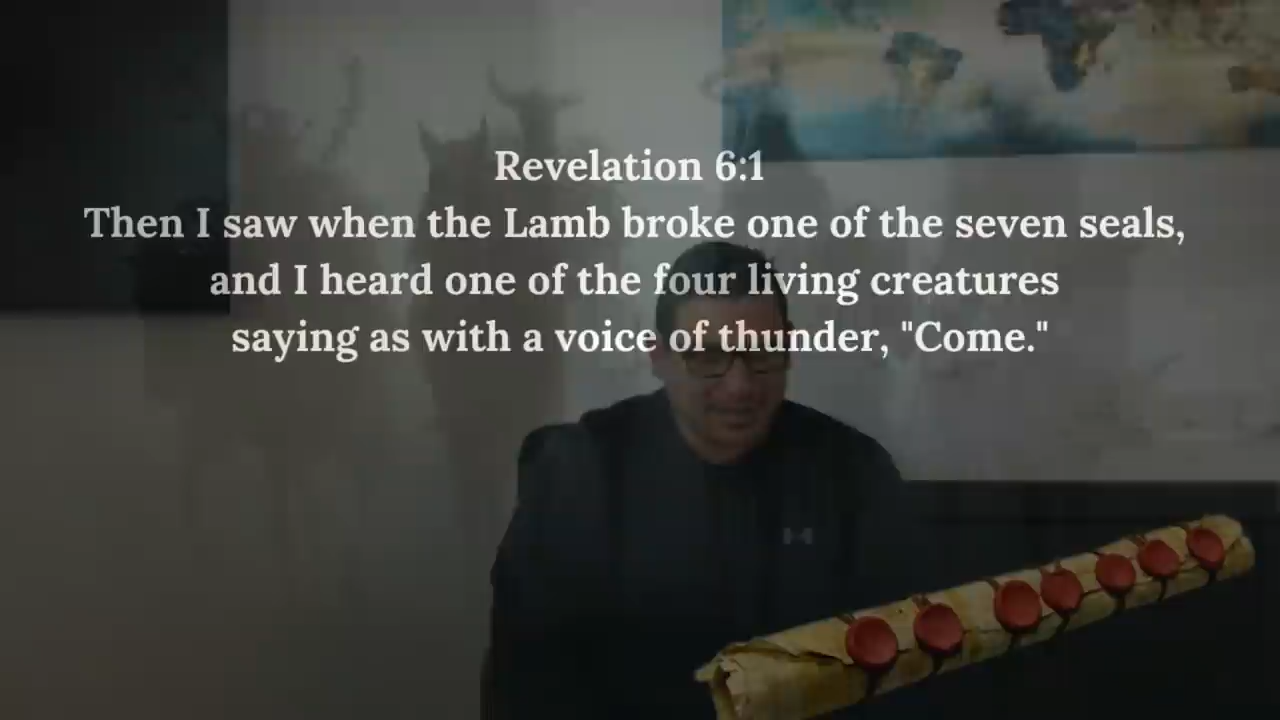 Revelation 6:1
Then I saw when the Lamb broke one of the seven seals,
and I heard one of the four living creatures
saying as with a voice of thunder, "Come."